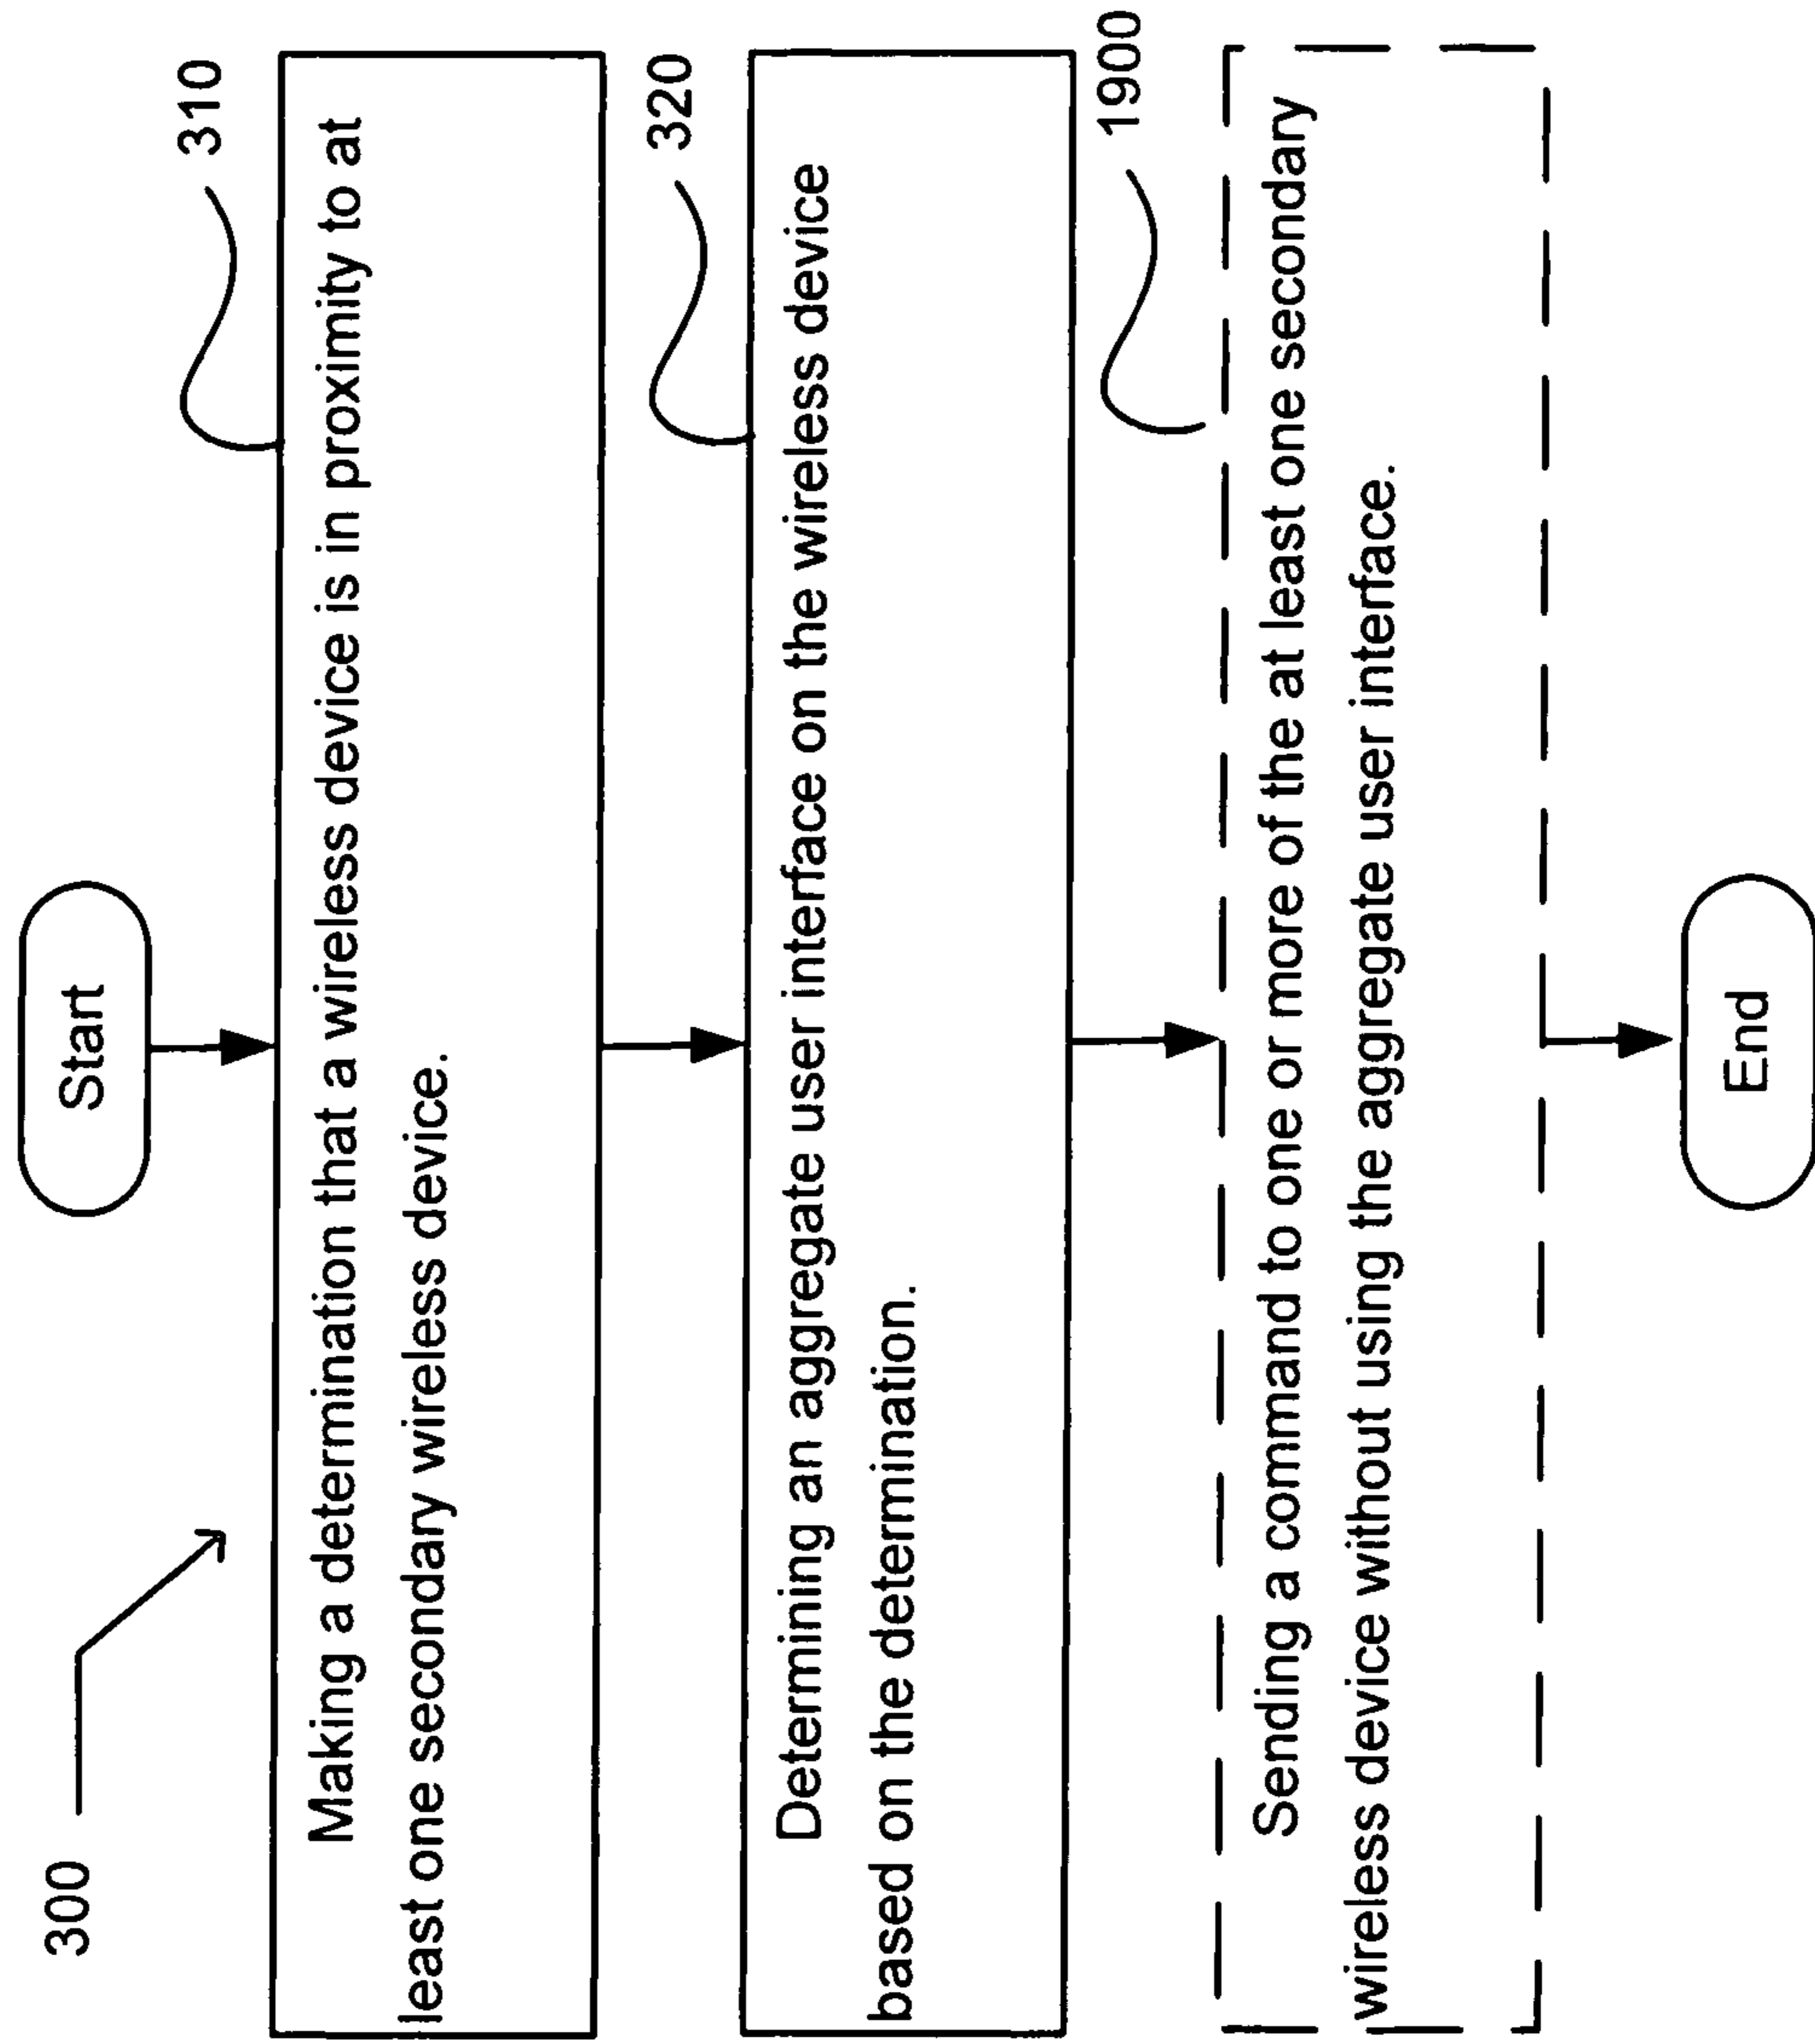 300
Start
310
Making a determination that a wireless device is in proximity to at
least one secondary wireless device.
320
Determining an aggregate user interface on the wireless device
based on the determination.
1900
Sending a command to one or more of the at least one secondary
wireless device without using the aggregate user interface.
End